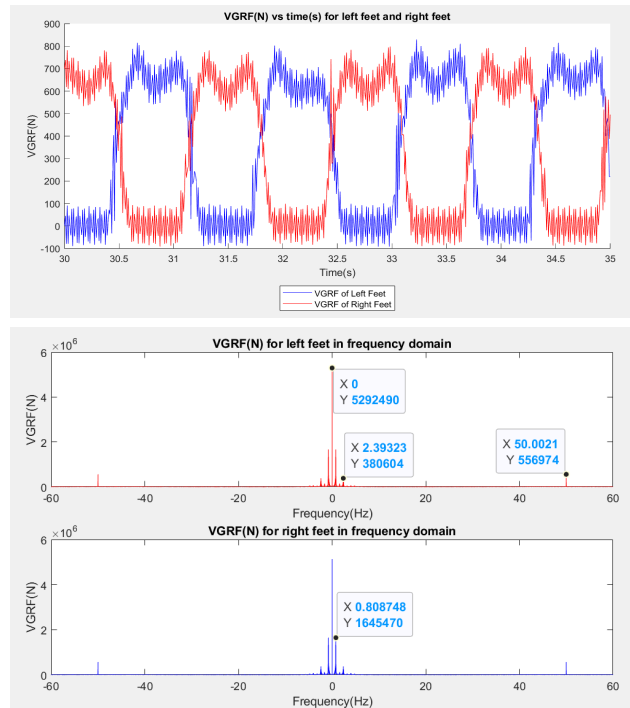 VGRF(N) vs time(s) for left feet and right feet
900
800
700
600
500
400
300
200
100
0
-100
VGRF(N)
30
30.5
31
31.5
32
32.5
33
33.5
34
34.5
35
Time(s)
VGRF of Left Feet
VGRF of Right Feet
VGRF(N) for left feet in frequency domain
×10⁶
6
4
2
0
VGRF(N)
X 0
Y 5292490
X 2.39323
Y 380604
X 50.0021
Y 556974
-60
-40
-20
0
20
40
60
Frequency(Hz)
VGRF(N) for right feet in frequency domain
×10⁶
6
4
2
0
VGRF(N)
X 0.808748
Y 1645470
-60
-40
-20
0
20
40
60
Frequency(Hz)